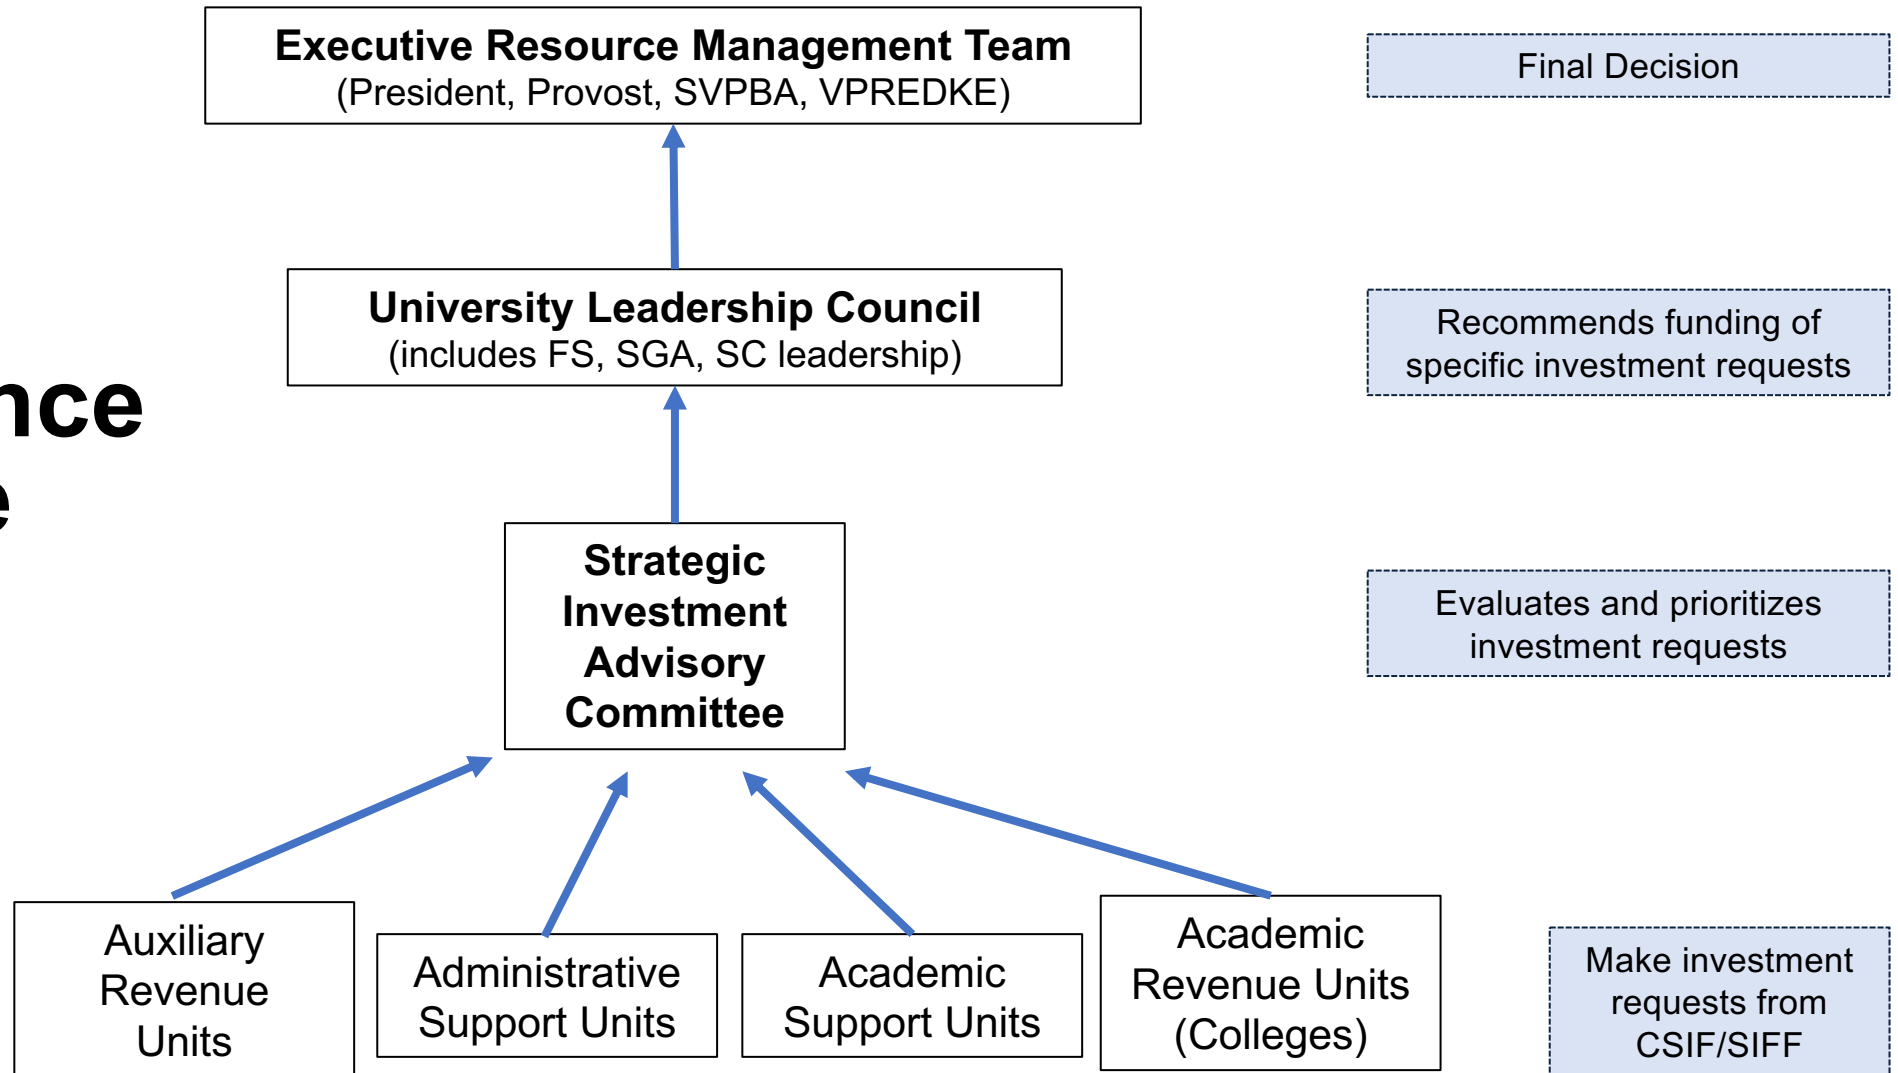 Executive Resource Management Team
(President, Provost, SVPBA, VPREDKE)
Final Decision
University Leadership Council
(includes FS, SGA, SC leadership)
Recommends funding of
specific investment requests
nce
e
Strategic
Investment
Advisory
Committee
Evaluates and prioritizes
investment requests
Auxiliary
Revenue
Units
Administrative
Support Units
Academic
Support Units
Academic
Revenue Units
(Colleges)
Make investment
requests from
CSIF/SIFF